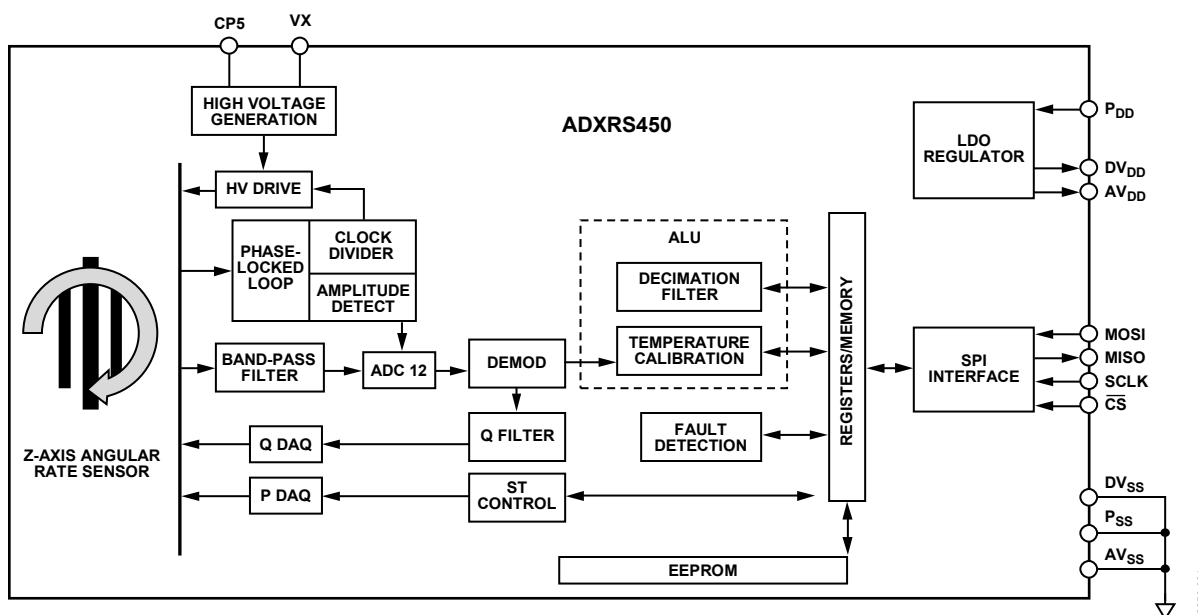 CP5
VX
HIGH VOLTAGE
GENERATION
ADXRS450
LDO
REGULATOR
PDD
DVDD
AVDD
HV DRIVE
PHASE-
LOCKED
LOOP
CLOCK
DIVIDER
AMPLITUDE
DETECT
ALU
DECIMATION
FILTER
TEMPERATURE
CALIBRATION
BAND-PASS
FILTER
ADC 12
DEMOD
REGISTERS/MEMORY
SPI
INTERFACE
MOSI
MISO
SCLK
CS
Z-AXIS ANGULAR
RATE SENSOR
Q DAQ
Q FILTER
FAULT
DETECTION
P DAQ
ST
CONTROL
EEPROM
DVSS
PSS
AVSS